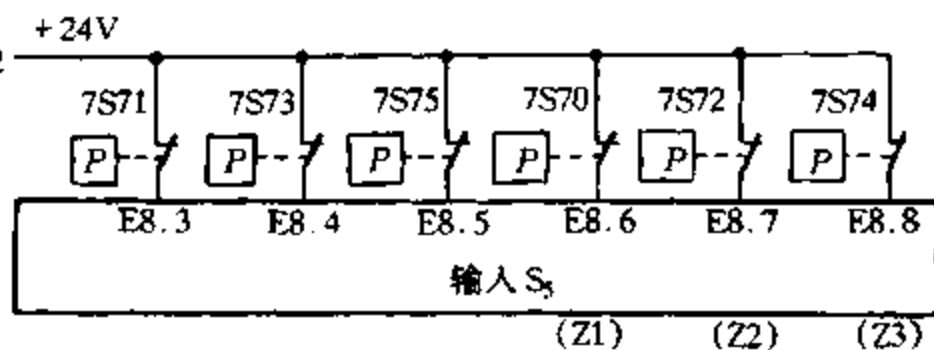 +24V
7S71 7S73 7S75 7S70 7S72 7S74
P P P P P P
E8.3 E8.4 E8.5 E8.6 E8.7 E8.8
输入 S5
(Z1) (Z2) (Z3)